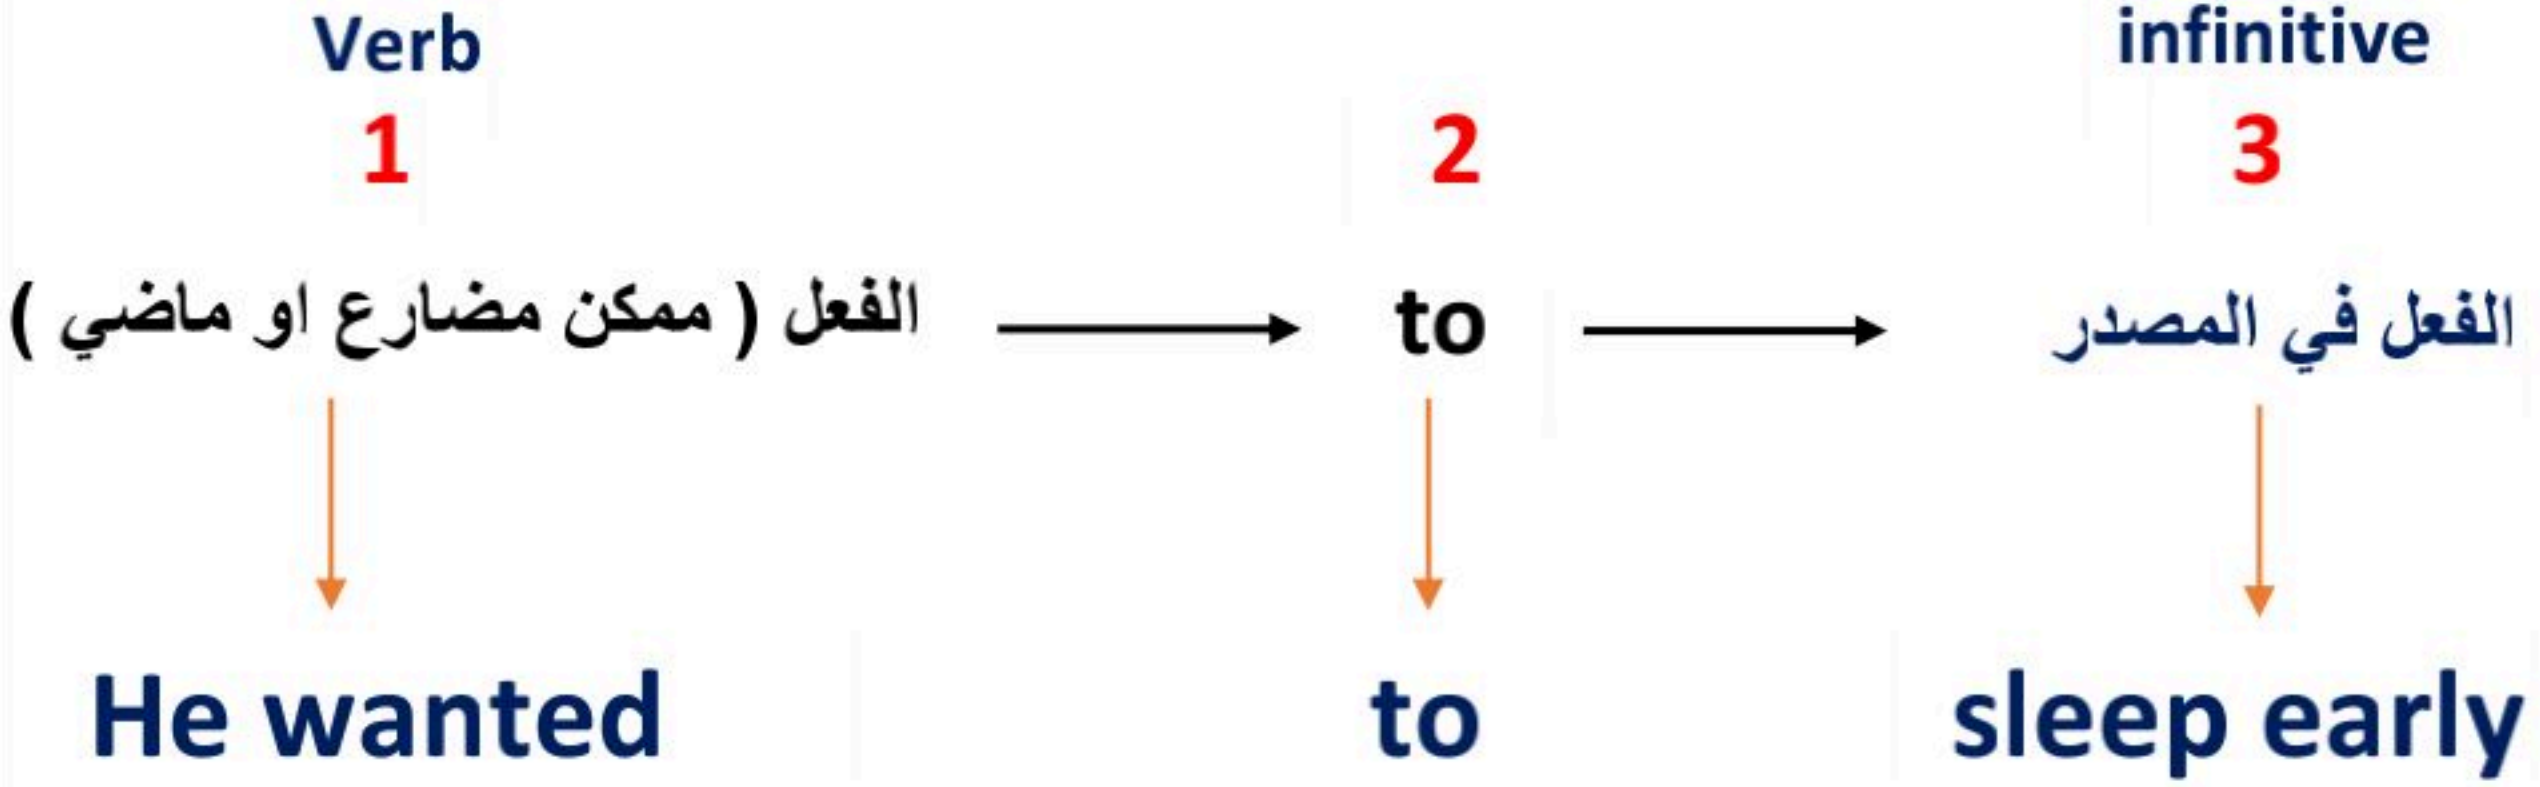 Verb infinitive
1 2 3
الفعل ( ممكن مضارع او ماضي ) to الفعل في المصدر
He wanted to sleep early